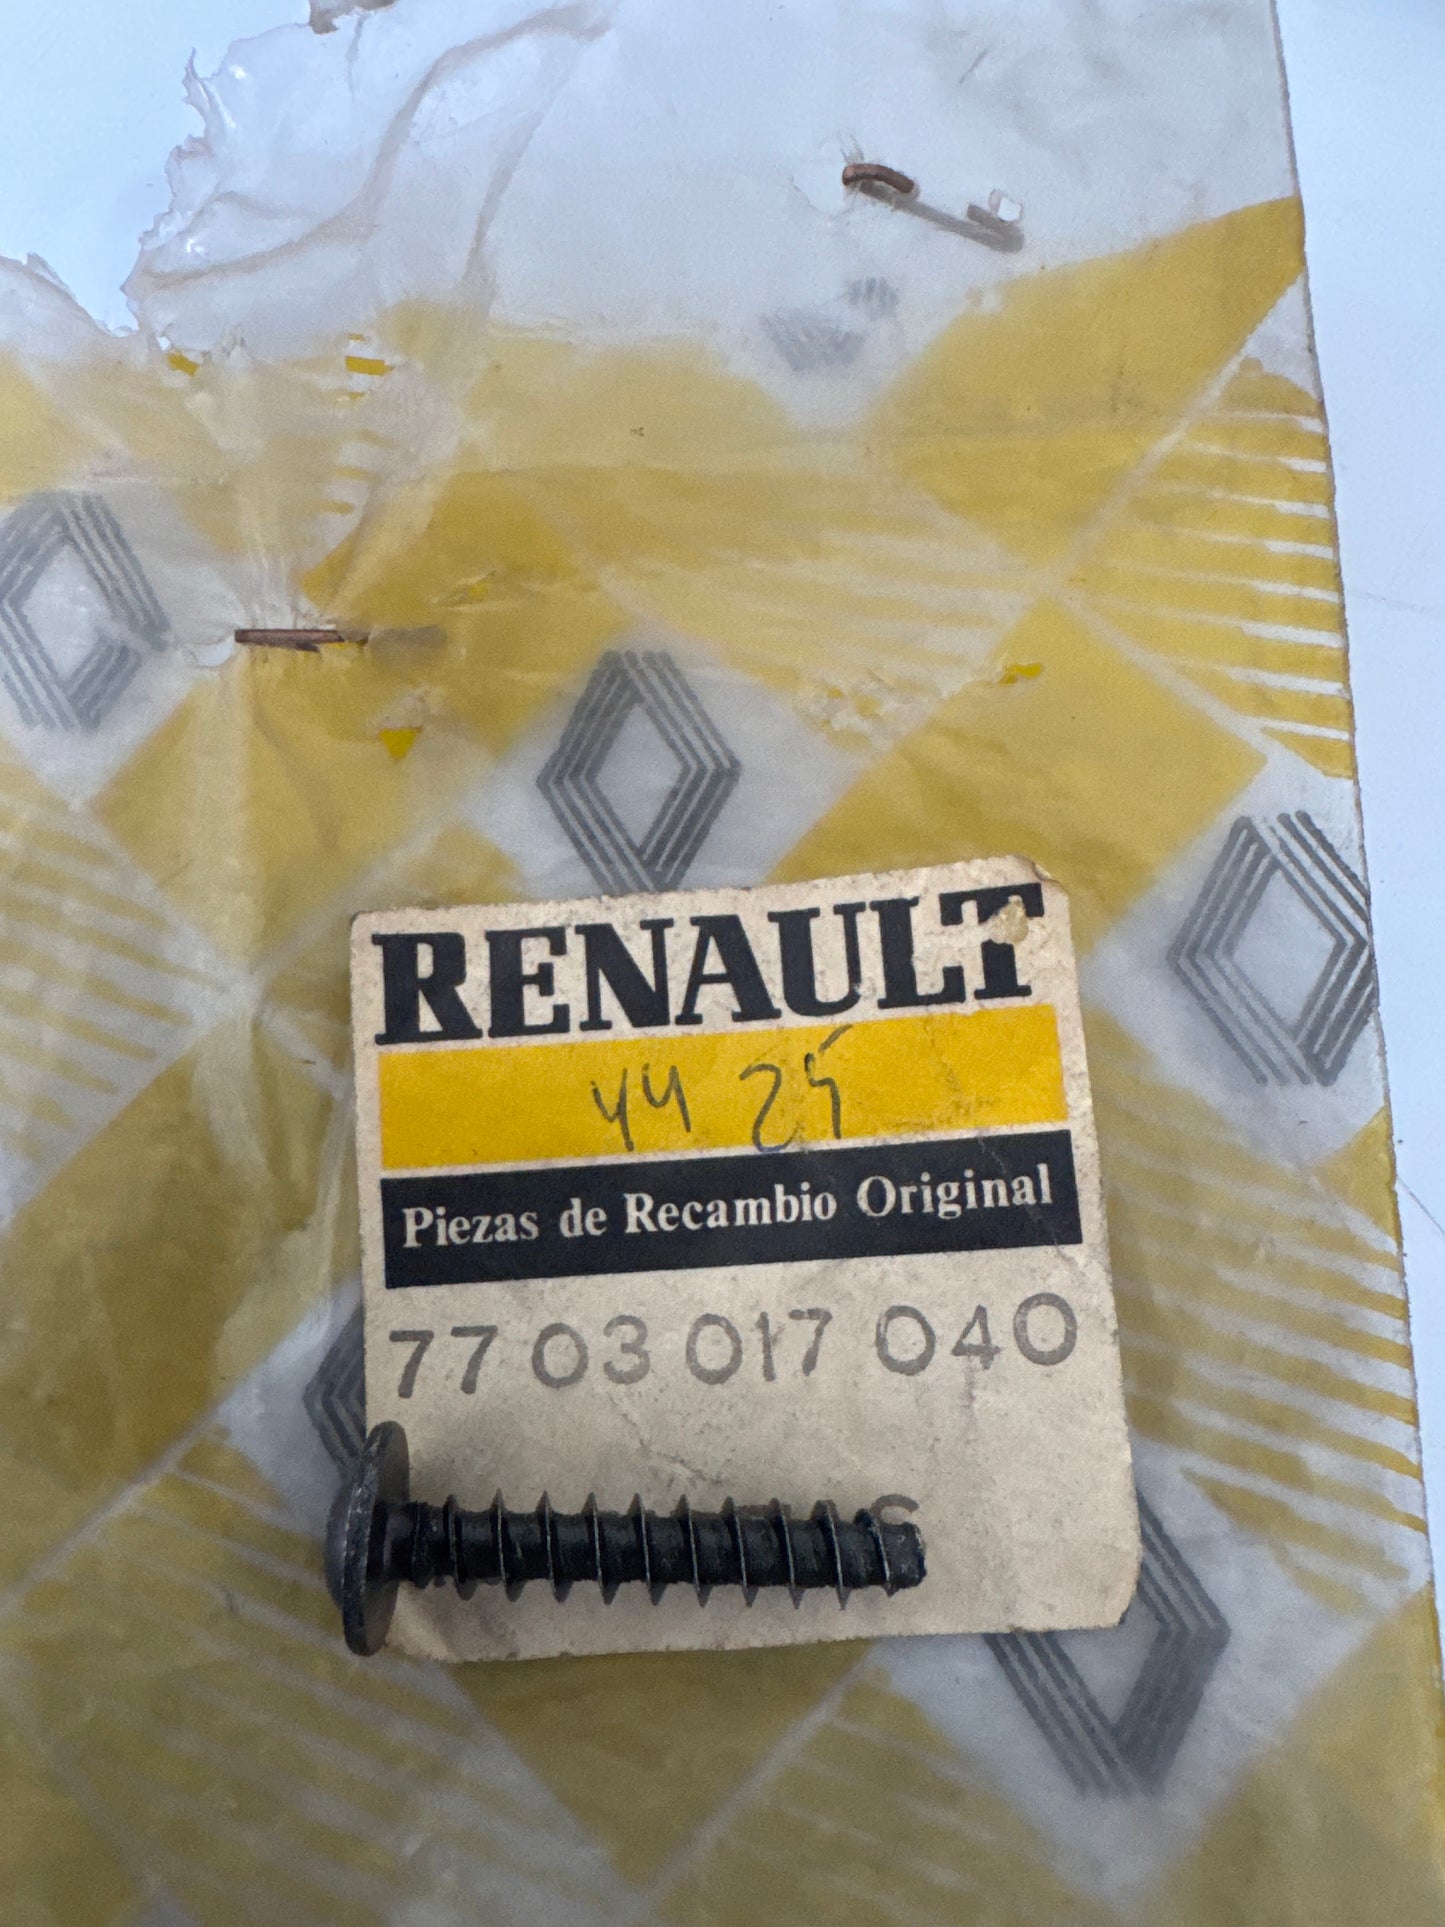 RENAULT
44 25
Piezas de Recambio Original
77 03 017 040